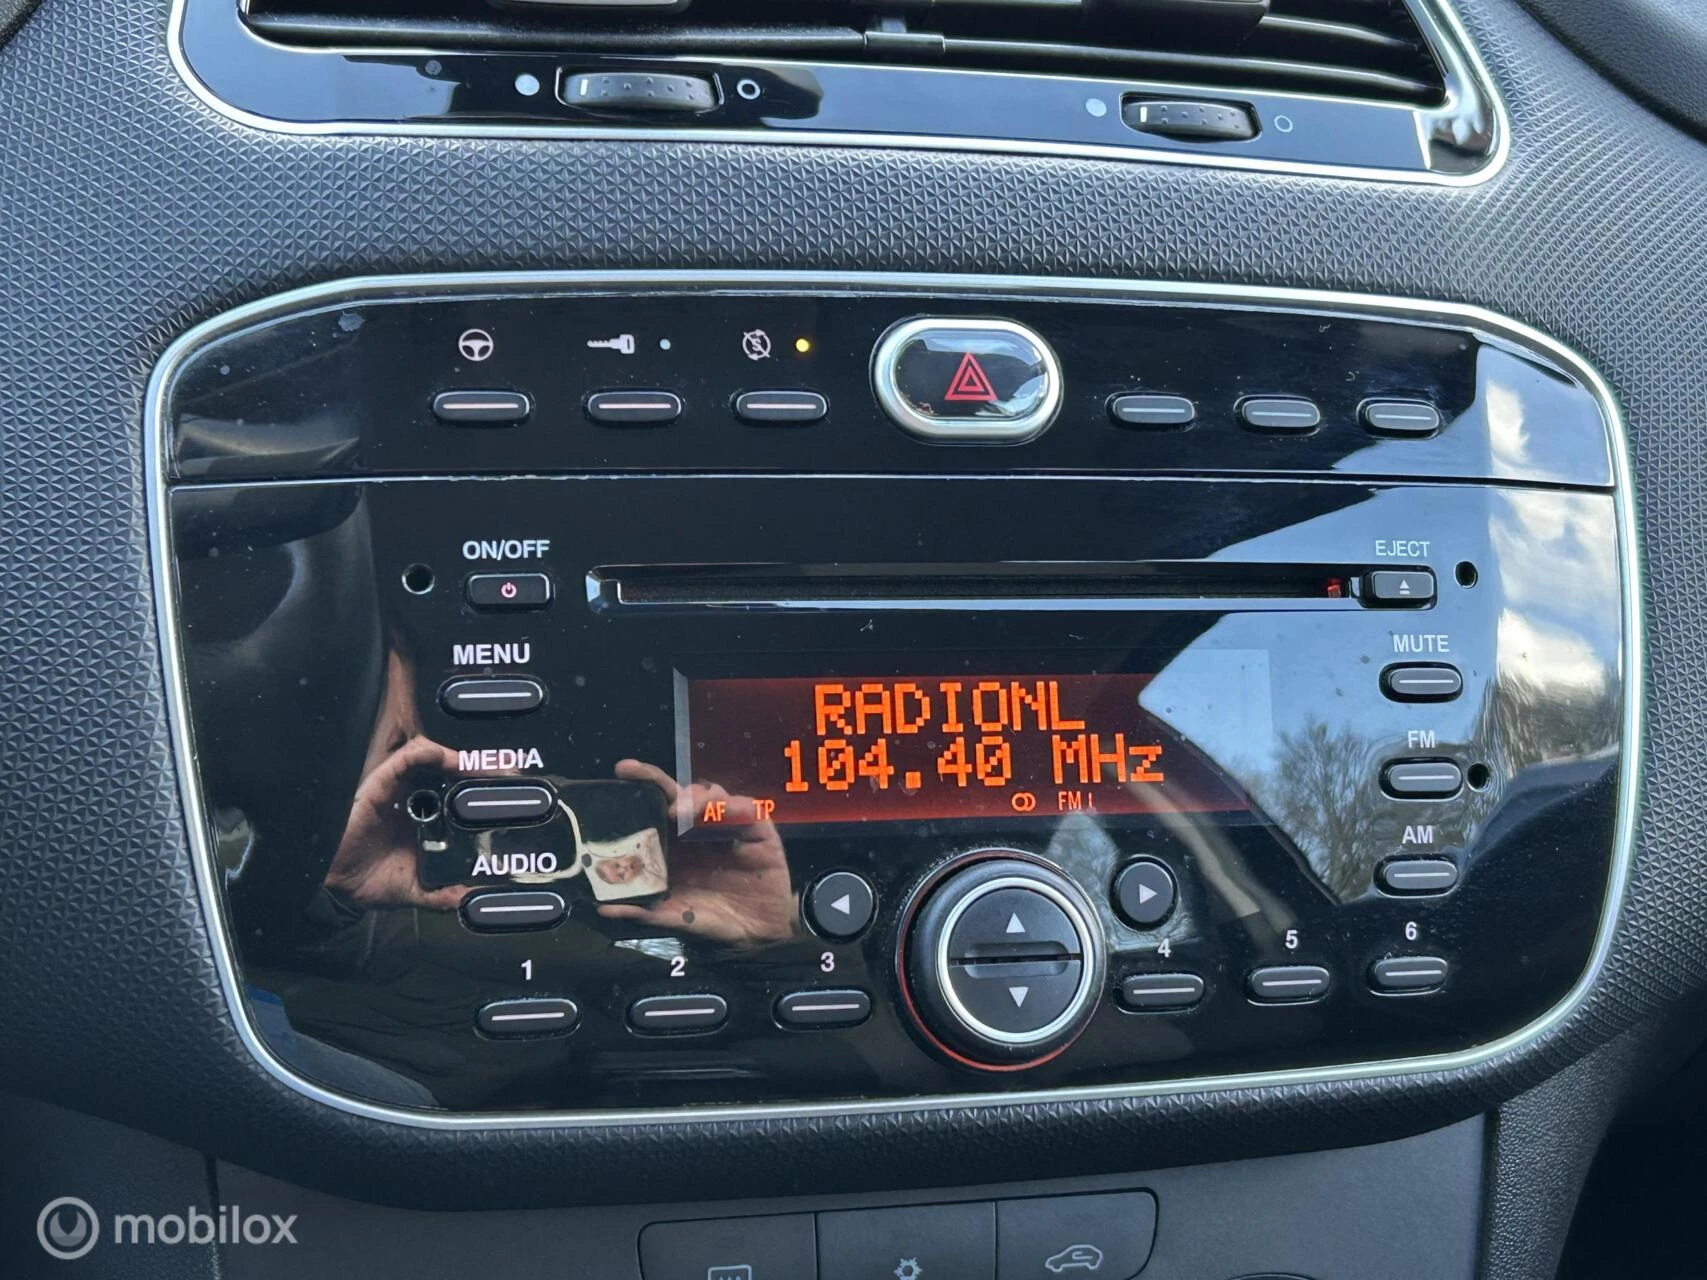 ON/OFF
EJECT
MENU
MUTE
RADIONL
104.40 MHz
AF TP FM I
MEDIA
FM
AUDIO
AM
1 2 3 4 5 6
mobilox